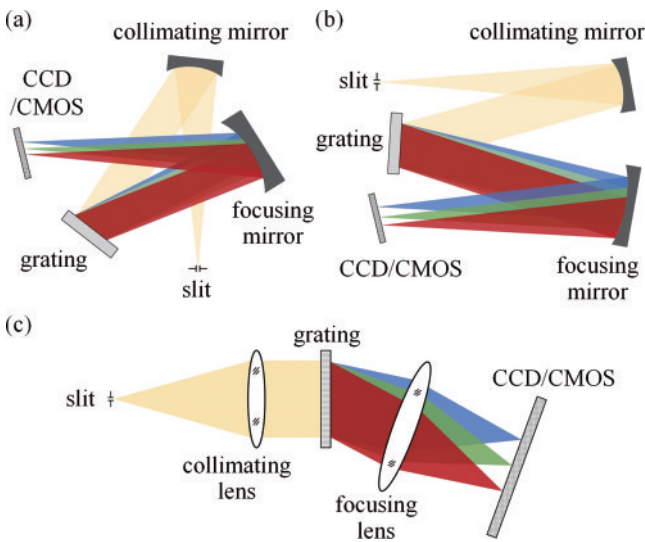 (a)
collimating mirror
CCD
/CMOS
focusing
mirror
grating
slit
(b)
collimating mirror
slit
grating
CCD/CMOS
focusing
mirror
(c)
grating
CCD/CMOS
slit
collimating
lens
focusing
lens